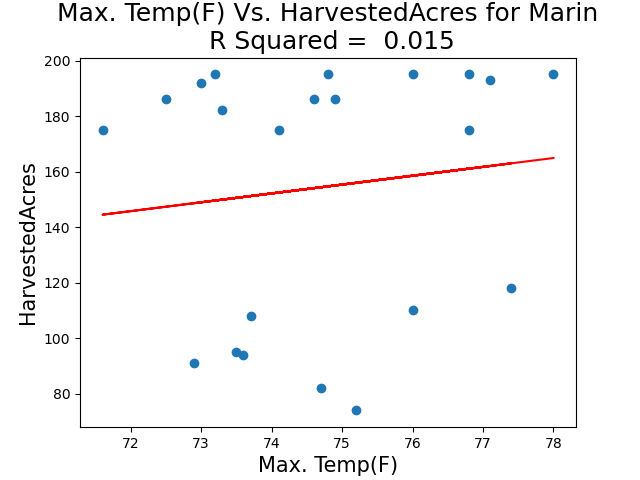 Max. Temp(F) Vs. HarvestedAcres for Marin
R Squared =  0.015
200
180
160
140
120
100
80
HarvestedAcres
72 73 74 75 76 77 78
Max. Temp(F)